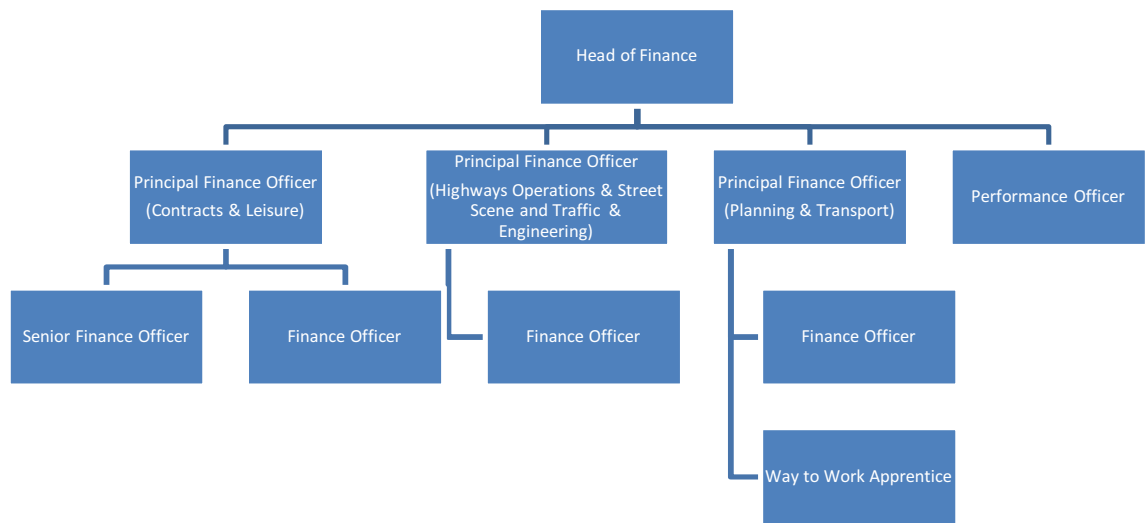 Head of Finance
Principal Finance Officer
(Contracts & Leisure)
Principal Finance Officer
(Highways Operations & Street
Scene and Traffic &
Engineering)
Principal Finance Officer
(Planning & Transport)
Performance Officer
Senior Finance Officer
Finance Officer
Finance Officer
Finance Officer
Way to Work Apprentice